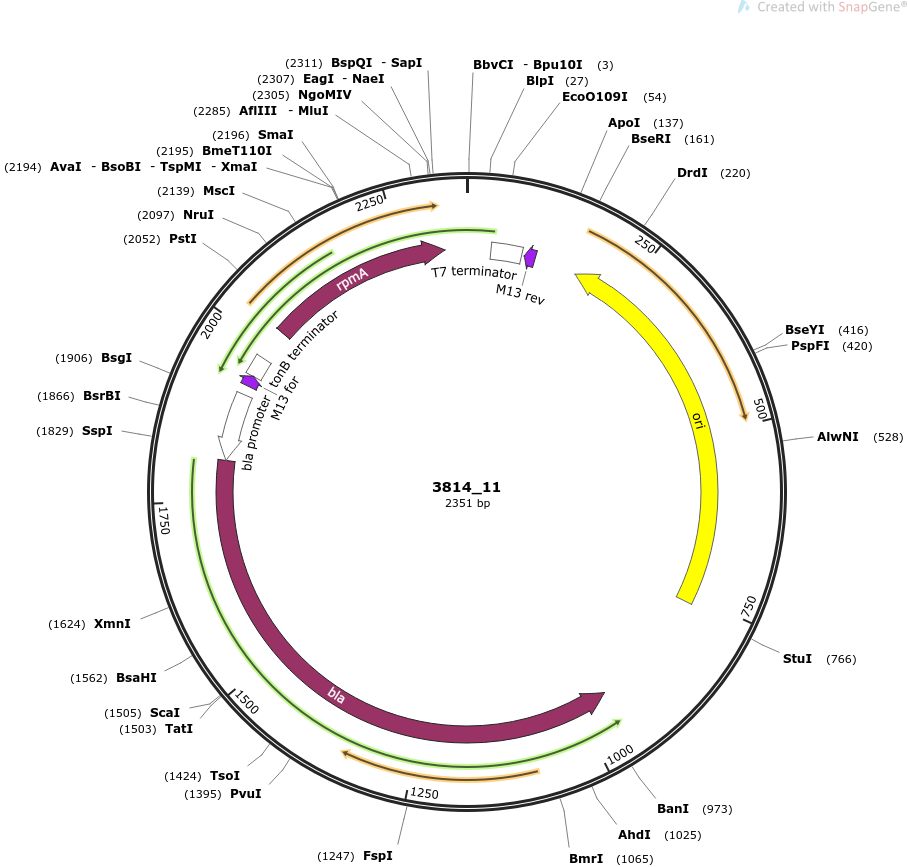 Created with SnapGene®
(2311) BspQI - SapI
(2307) EagI - NaeI
(2305) NgoMIV
(2285) AflIII - MluI
(2196) SmaI
(2195) BmeT110I
(2194) AvaI - BsoBI - TspMI - XmaI
(2139) MscI
(2097) NruI
(2052) PstI
BbvCI - Bpu10I (3)
BlpI (27)
EcoO109I (54)
ApoI (137)
BseRI (161)
DrdI (220)
2250
250
2000
500
1750
750
1500
1000
1250
rpmA
T7 terminator
M13 rev
tonB terminator
M13 for
bla promoter
ori
bla
(1906) BsgI
(1866) BsrBI
(1829) SspI
BseYI (416)
PspFI (420)
AlwNI (528)
3814_11
2351 bp
(1624) XmnI
(1562) BsaHI
(1505) ScaI
(1503) TatI
(1424) TsoI
(1395) PvuI
(1247) FspI
StuI (766)
BanI (973)
AhdI (1025)
BmrI (1065)